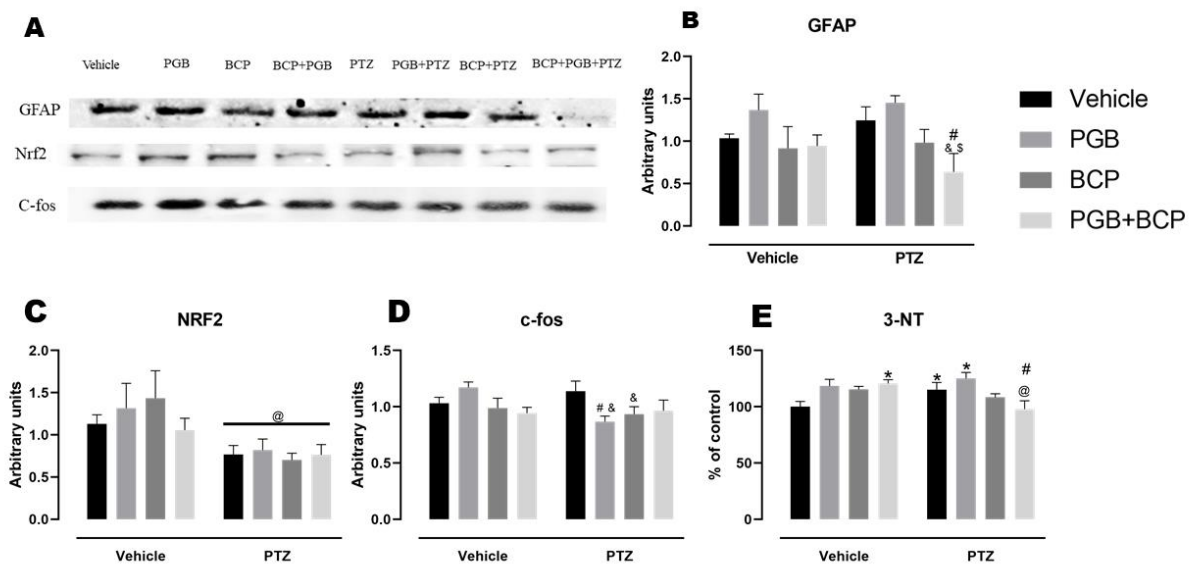 A
Vehicle PGB BCP BCP+PGB PTZ PGB+PTZ BCP+PTZ BCP+PGB+PTZ
GFAP
Nrf2
C-fos
B
GFAP
Arbitrary units
2.0
1.5
1.0
0.5
0.0
#
& $
Vehicle PTZ
Vehicle
PGB
BCP
PGB+BCP
C
NRF2
Arbitrary units
2.0
1.5
1.0
0.5
0.0
@
Vehicle PTZ
D
c-fos
Arbitrary units
1.5
1.0
0.5
0.0
# &
&
Vehicle PTZ
E
3-NT
% of control
150
100
50
0
* * * #
@
Vehicle PTZ